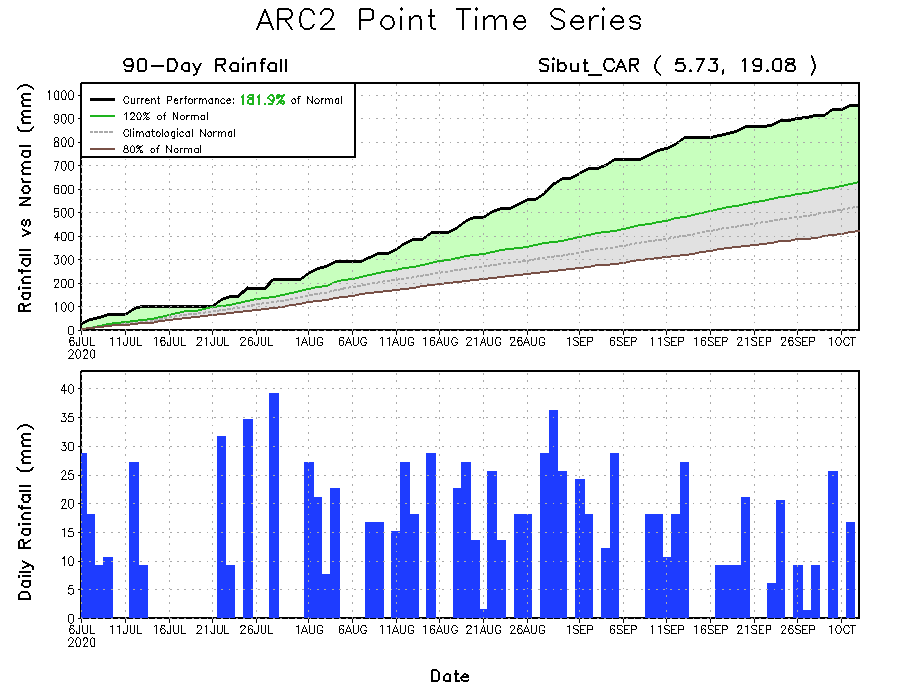 ARC2 Point Time Series
90-Day Rainfall
Sibut_CAR ( 5.73, 19.08 )
Rainfall vs Normal (mm)
1000
900
800
700
600
500
400
300
200
100
0
Current Performance: 181.9% of Normal
120% of Normal
Climatological Normal
80% of Normal
6JUL 11JUL 16JUL 21JUL 26JUL 1AUG 6AUG 11AUG 16AUG 21AUG 26AUG 1SEP 6SEP 11SEP 16SEP 21SEP 26SEP 1OCT
2020
Daily Rainfall (mm)
40
35
30
25
20
15
10
5
0
6JUL 11JUL 16JUL 21JUL 26JUL 1AUG 6AUG 11AUG 16AUG 21AUG 26AUG 1SEP 6SEP 11SEP 16SEP 21SEP 26SEP 1OCT
2020
Date